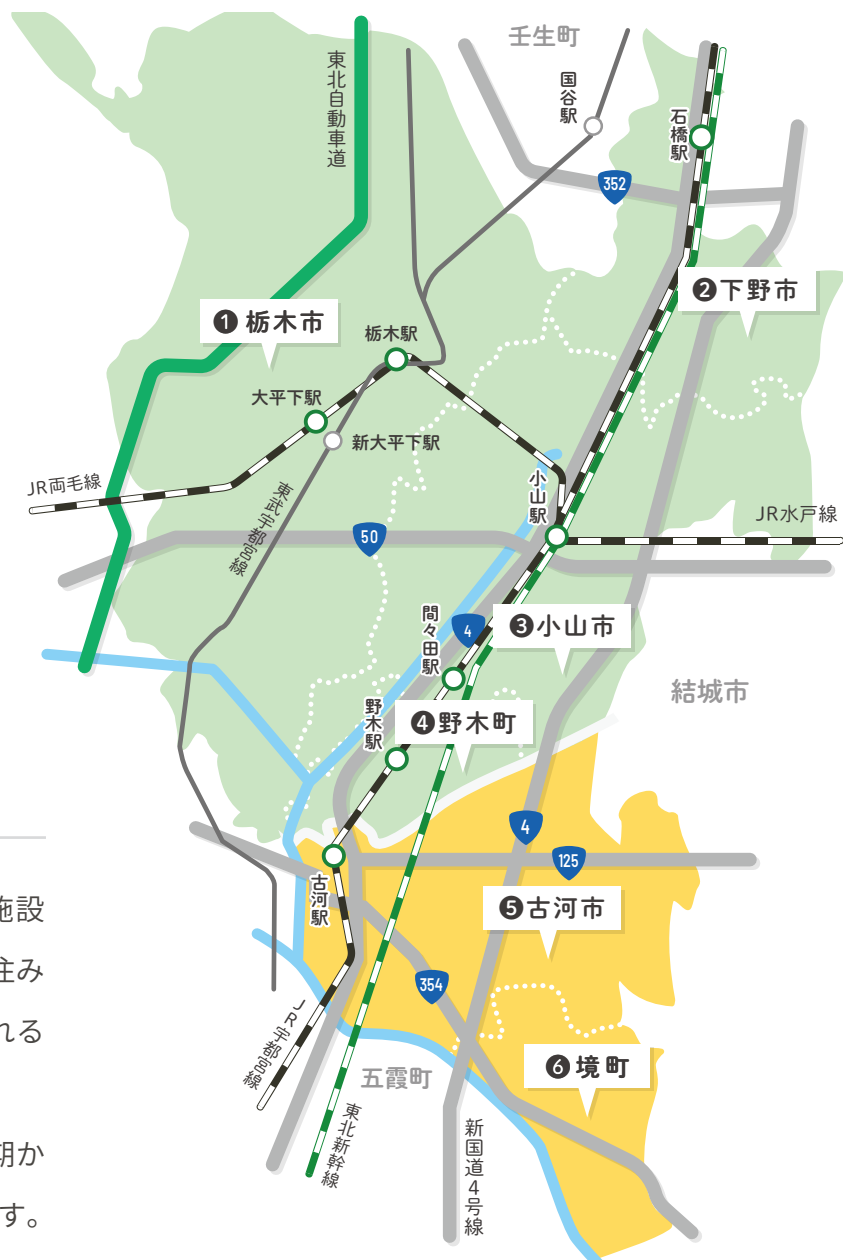 壬生町
東北自動車道
国谷駅
石橋駅
352
❷下野市
❶栃木市
栃木駅
大平下駅
新大平下駅
JR両毛線
東武宇都宮線
小山駅
JR水戸線
50
間々田駅
4
❸小山市
結城市
野木駅
❹野木町
4
125
古河駅
❺古河市
施設
住み
れる
354
JR宇都宮線
五霞町
❻境町
東北新幹線
新国道4号線
期か
す。